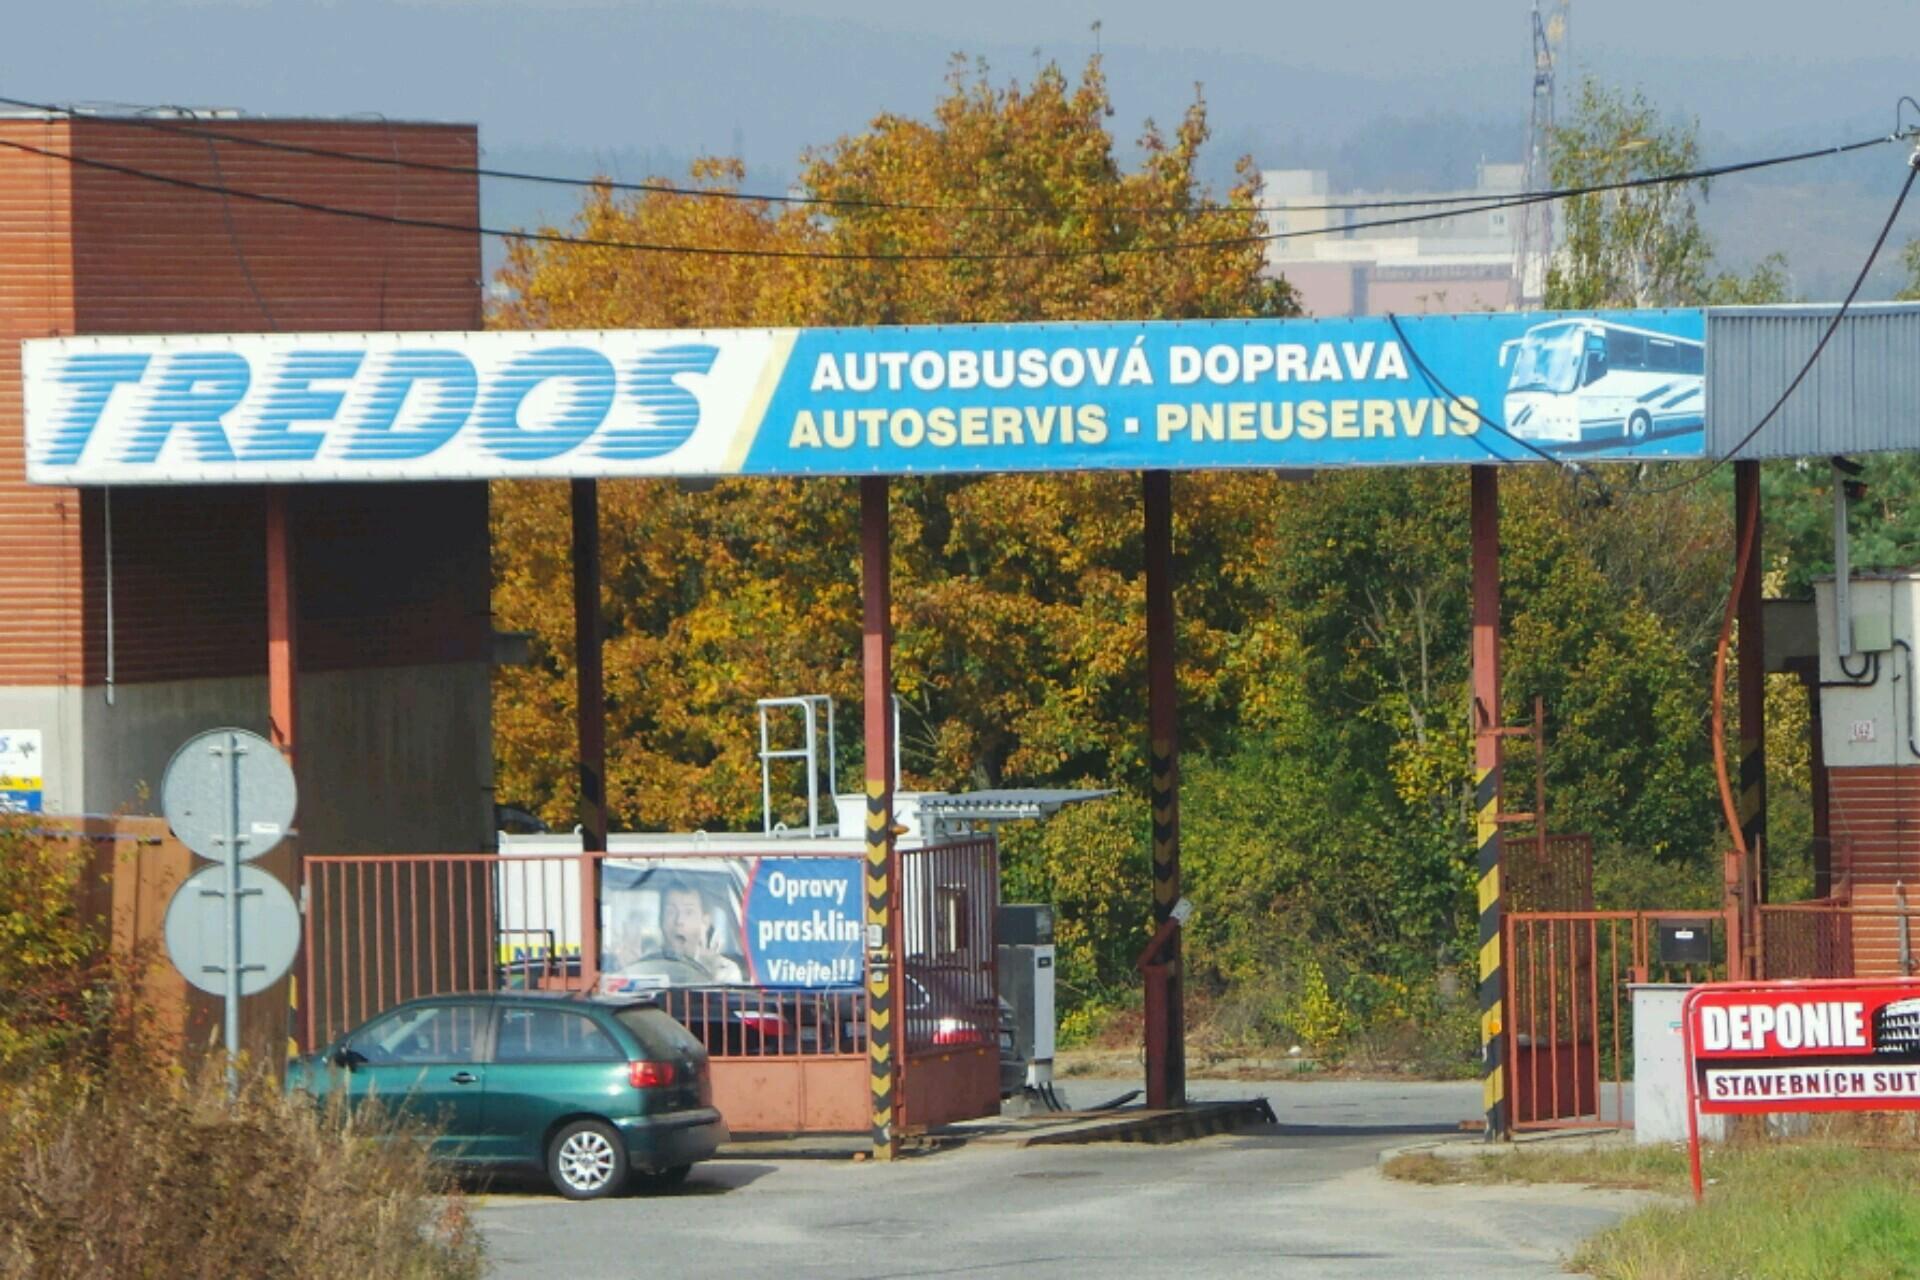 TREDOS
AUTOBUSOVÁ DOPRAVA
AUTOSERVIS ▪ PNEUSERVIS
Opravy
prasklin
Vítejte!!!
DEPONIE
STAVEBNÍCH SUT